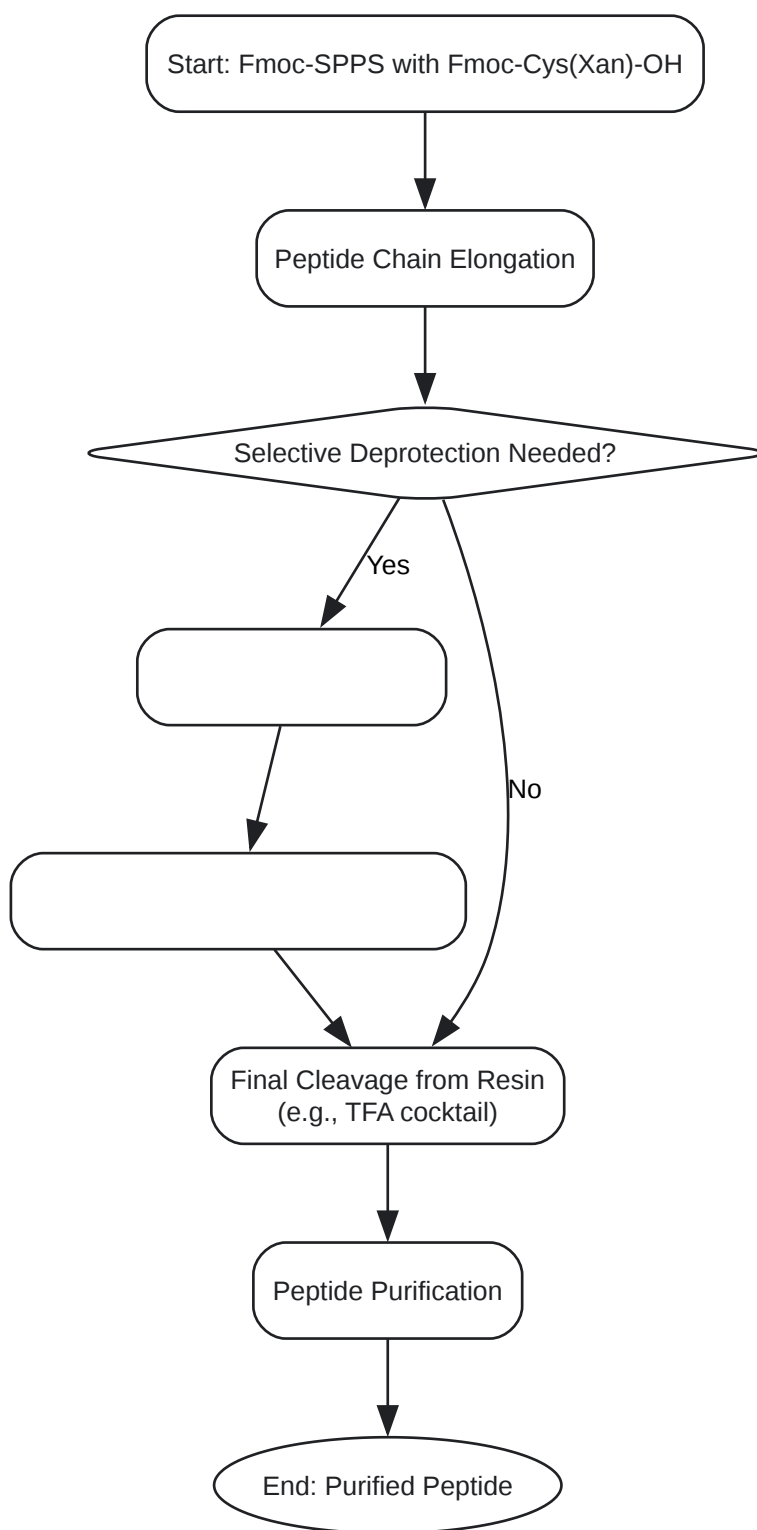 Start: Fmoc-SPPS with Fmoc-Cys(Xan)-OH
Peptide Chain Elongation
Selective Deprotection Needed?
Yes
No
Final Cleavage from Resin
(e.g., TFA cocktail)
Peptide Purification
End: Purified Peptide